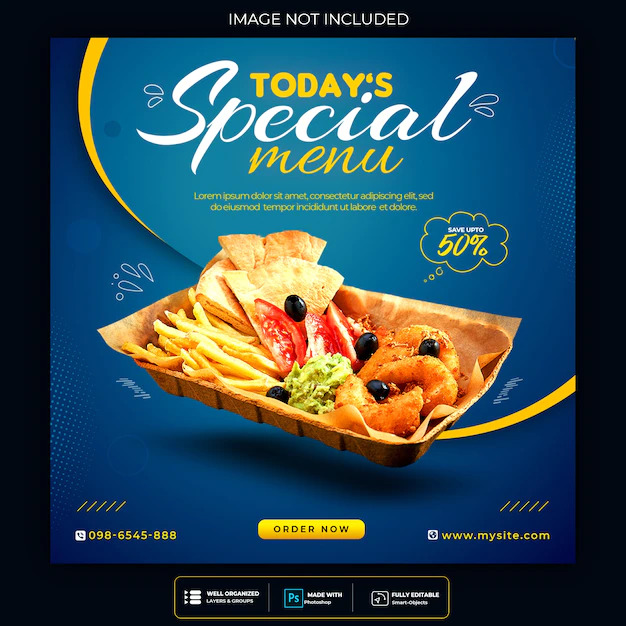 IMAGE NOT INCLUDED
TODAY'S
Special
menu
Lorem ipsum dolor sit amet, consectetur adipiscing elit, sed
do eiusmod tempor incididunt ut labore et dolore.
SAVE UPTO
50%
098-6545-888
ORDER NOW
www.mysite.com
WELL ORGANIZED
LAYERS & GROUPS
Ps
MADE WITH
Photoshop
FULLY EDITABLE
Smart-Objects